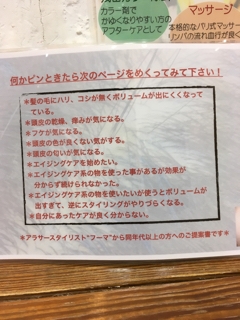 カラー剤で
かゆくなりやすい方の
アフターケアとして
マッサージ
本格的なバリ式マッサージ
リンパの流れ血行が良く
何かピンときたら次のページをめくってみて下さい！
＊髪の毛にハリ、コシが無くボリュームが出にくくなって
ている。
＊頭皮の乾燥、痒みが気になる。
＊フケが気になる。
＊頭皮の色が良くない気がする。
＊頭皮の匂いが気になる。
＊エイジングケアを始めたい。
＊エイジングケア系の物を使った事があるが効果が
分からず続けられなかった。
＊エイジングケア系の物を使いたいが使うとボリュームが
出すぎて、逆にスタイリングがやりづらくなる。
＊自分にあったケアが良く分からない。
＊アラサースタイリスト“フーマ”から同年代以上の方へのご提案書です＊